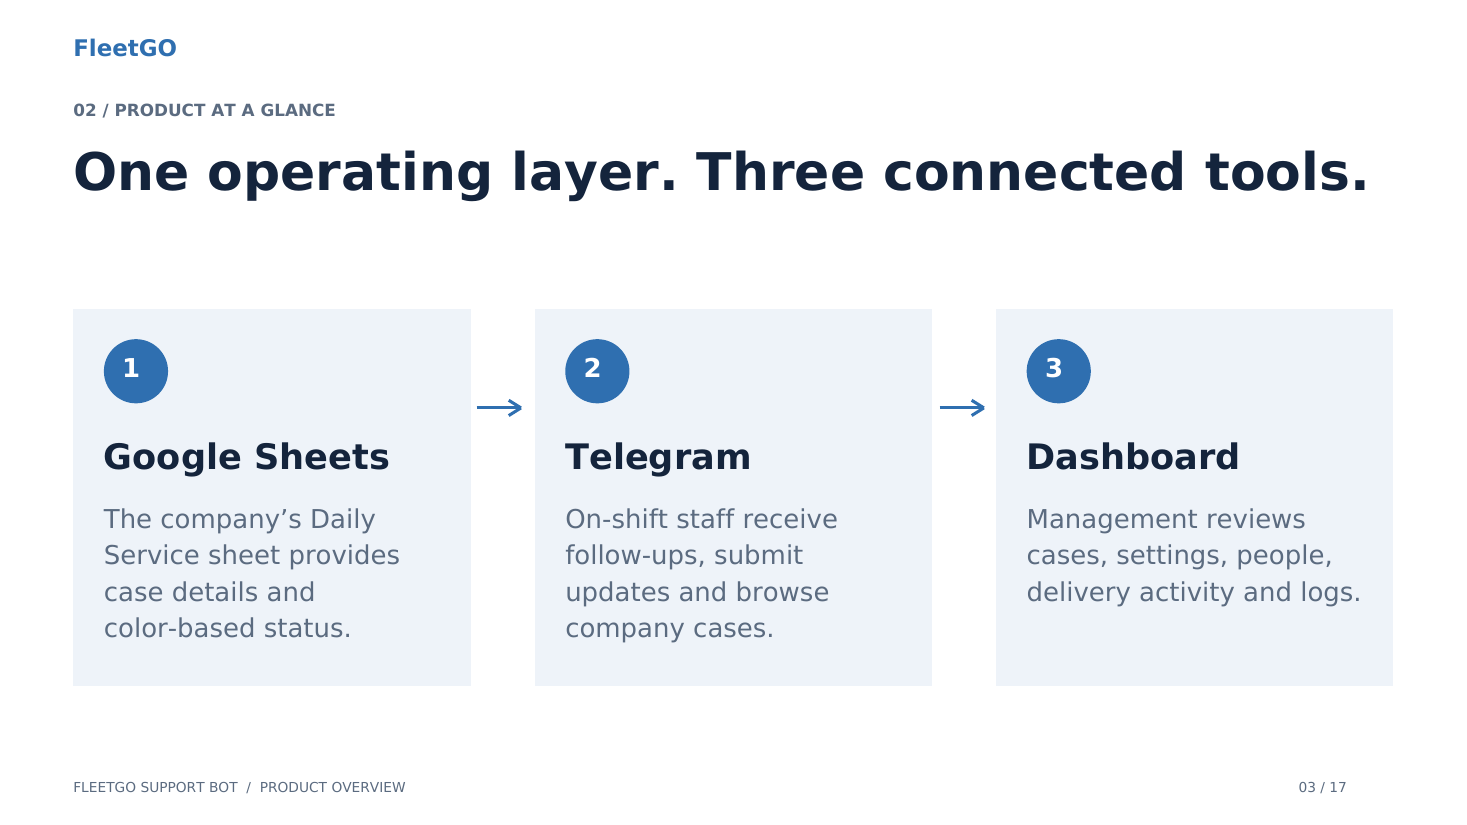 FleetGO
02 / PRODUCT AT A GLANCE
One operating layer. Three connected tools.
1
Google Sheets
The company’s Daily
Service sheet provides
case details and
color-based status.
2
Telegram
On-shift staff receive
follow-ups, submit
updates and browse
company cases.
3
Dashboard
Management reviews
cases, settings, people,
delivery activity and logs.
FLEETGO SUPPORT BOT / PRODUCT OVERVIEW
03 / 17